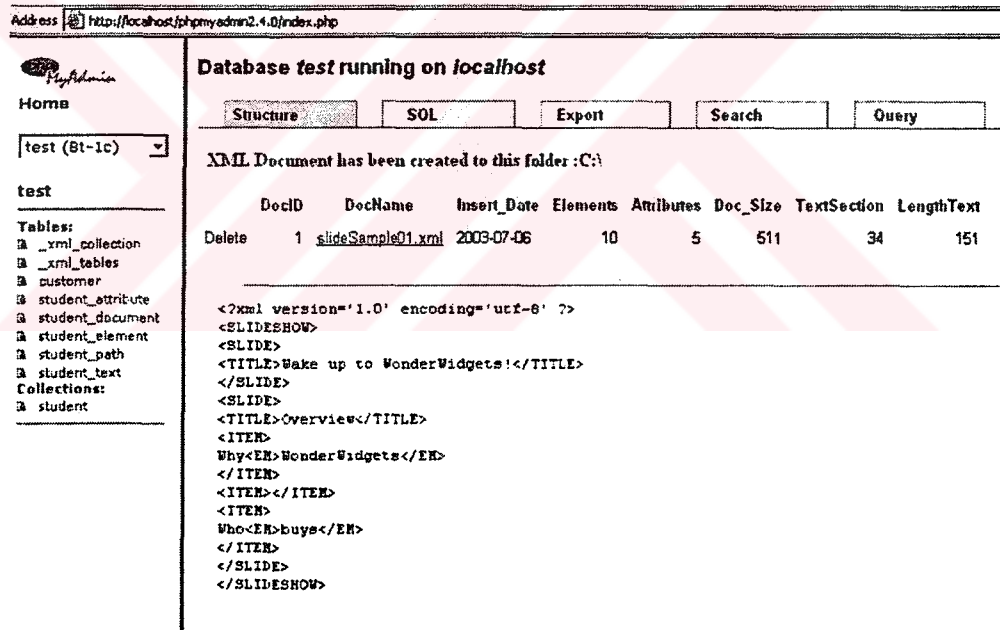 Address http://localhost/phpmyadmin2.4.0/index.php
PHP MyAdmin
Home
test (Bt-1c)
test
Tables:
_xml_collection
_xml_tables
customer
student_attribute
student_document
student_element
student_path
student_text
Collections:
student
Database test running on localhost
Structure SQL Export Search Query
XML Document has been created to this folder :C:\
DocID DocName Insert_Date Elements Attributes Doc_Size TextSection LengthText
Delete 1 slideSample01.xml 2003-07-06 10 5 511 34 151
<?xml version='1.0' encoding='utf-8' ?>
<SLIDESHOW>
<SLIDE>
<TITLE>Wake up to WonderWidgets!</TITLE>
</SLIDE>
<SLIDE>
<TITLE>Overview</TITLE>
<ITEM>
Why<EM>WonderWidgets</EM>
</ITEM>
<ITEM></ITEM>
<ITEM>
Who<EM>buys</EM>
</ITEM>
</SLIDE>
</SLIDESHOW>